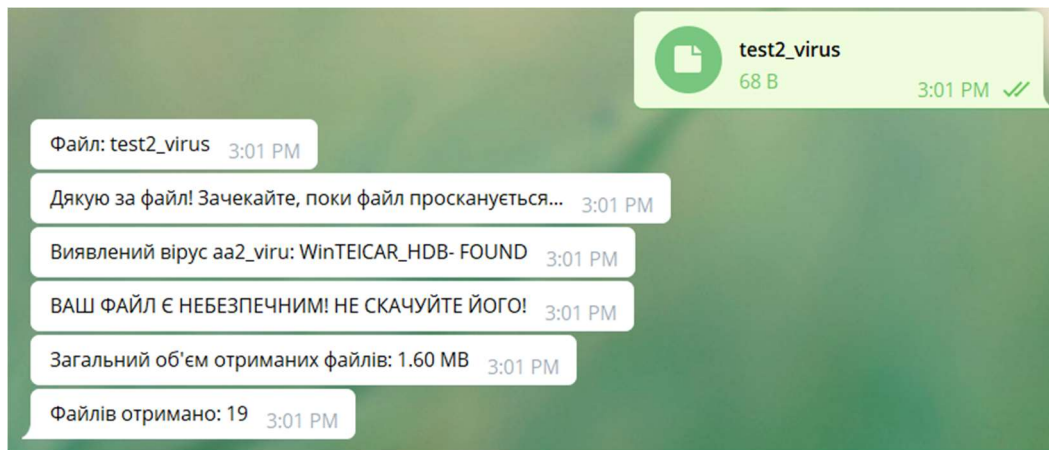 test2_virus
68 B
3:01 PM
Файл: test2_virus 3:01 PM
Дякую за файл! Зачекайте, поки файл просканується... 3:01 PM
Виявлений вірус aa2_viru: WinTEICAR_HDB- FOUND 3:01 PM
ВАШ ФАЙЛ Є НЕБЕЗПЕЧНИМ! НЕ СКАЧУЙТЕ ЙОГО! 3:01 PM
Загальний об'єм отриманих файлів: 1.60 MB 3:01 PM
Файлів отримано: 19 3:01 PM